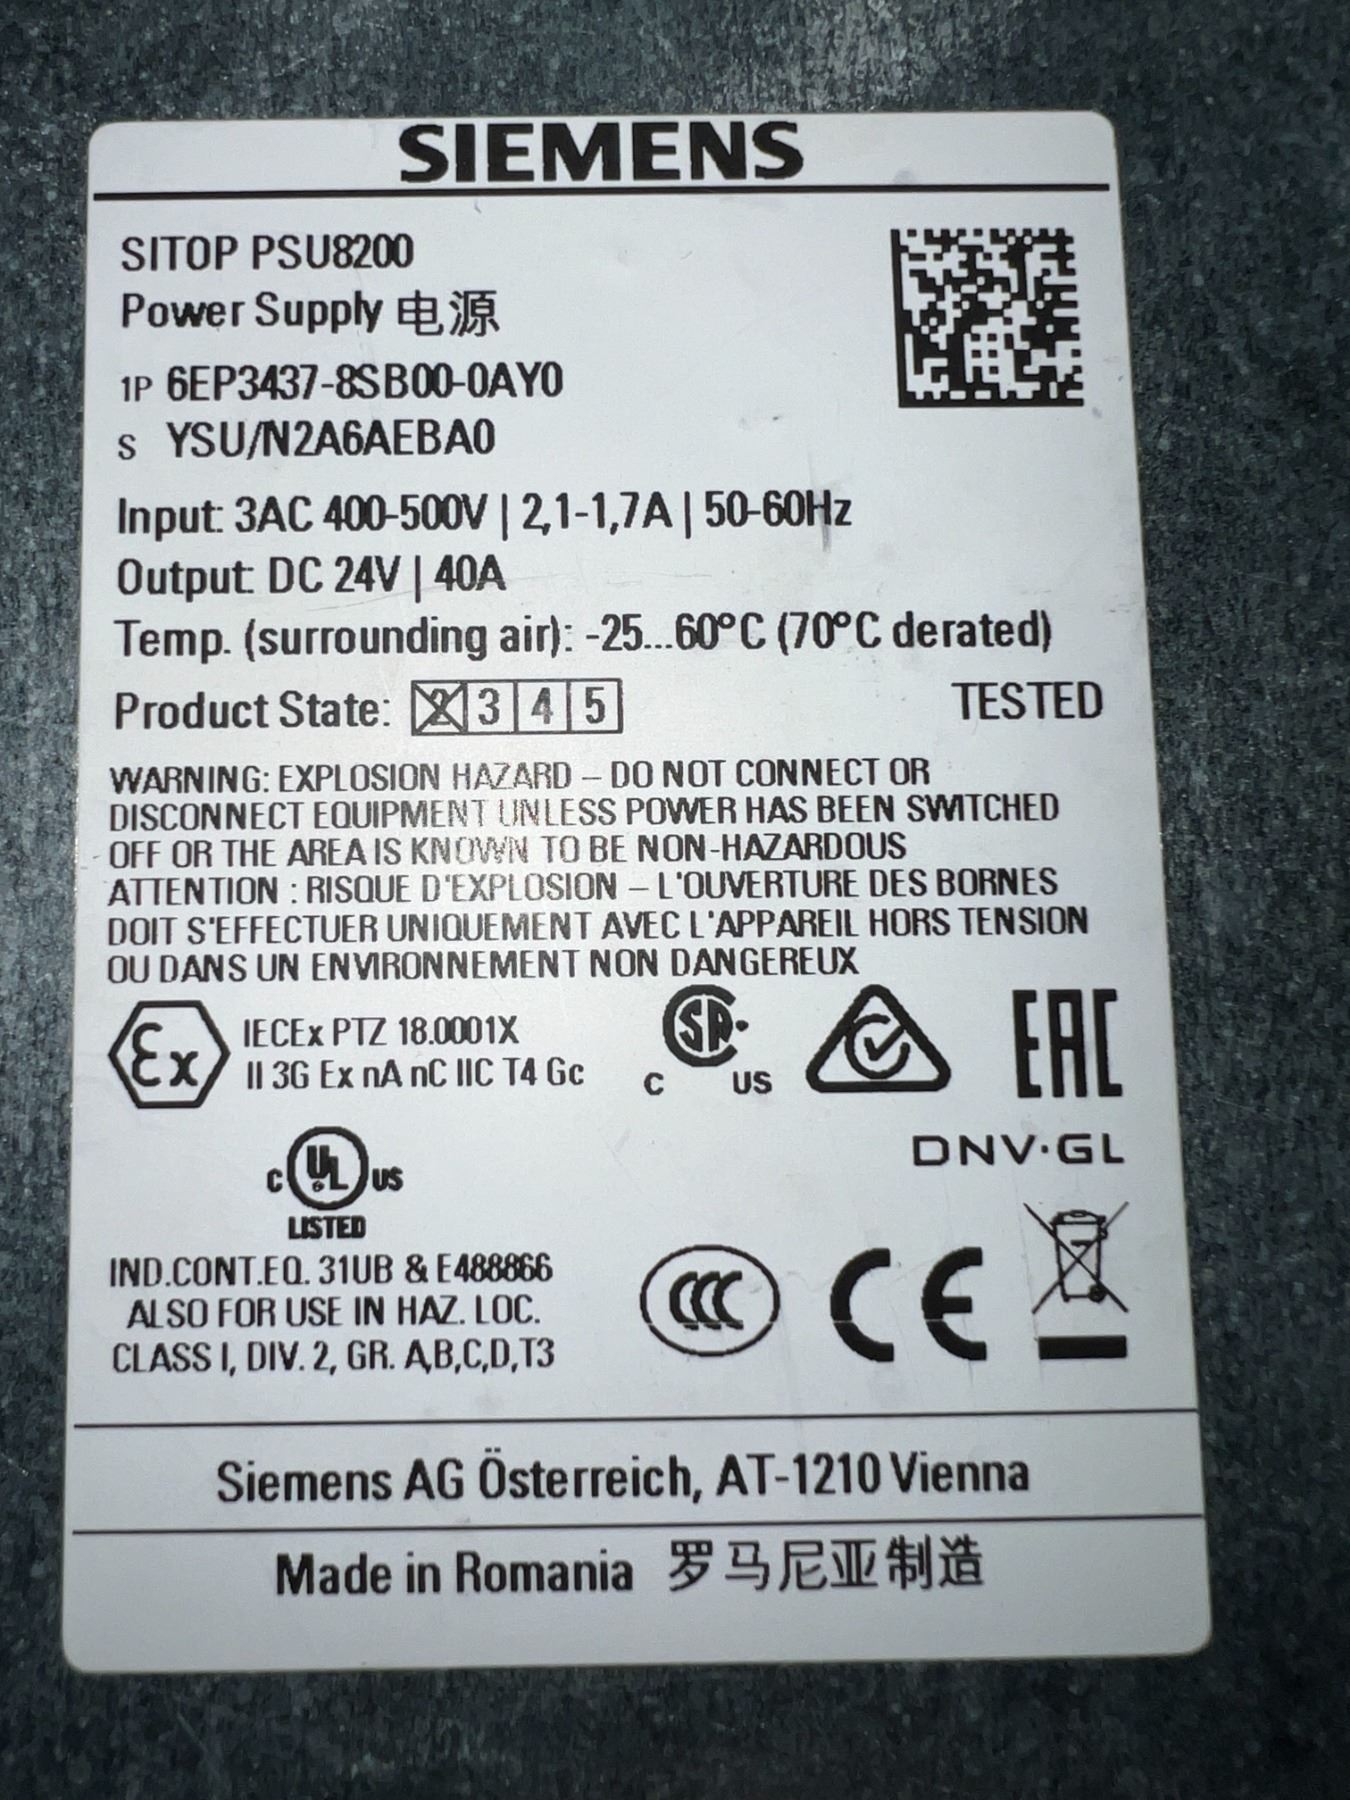 SIEMENS
SITOP PSU8200
Power Supply 电源
1P 6EP3437-8SB00-0AY0
S YSU/N2A6AEBA0
Input: 3AC 400-500V | 2,1-1,7A | 50-60Hz
Output: DC 24V | 40A
Temp. (surrounding air): -25...60°C (70°C derated)
Product State: 2 3 4 5 TESTED
WARNING: EXPLOSION HAZARD – DO NOT CONNECT OR
DISCONNECT EQUIPMENT UNLESS POWER HAS BEEN SWITCHED
OFF OR THE AREA IS KNOWN TO BE NON-HAZARDOUS
ATTENTION : RISQUE D'EXPLOSION – L'OUVERTURE DES BORNES
DOIT S'EFFECTUER UNIQUEMENT AVEC L'APPAREIL HORS TENSION
OU DANS UN ENVIRONNEMENT NON DANGEREUX
Ex IECEx PTZ 18.0001X
II 3G Ex nA nC IIC T4 Gc
C SA US
EAC
DNV·GL
C UL US
LISTED
IND.CONT.EQ. 31UB & E488866
ALSO FOR USE IN HAZ. LOC.
CLASS I, DIV. 2, GR. A,B,C,D,T3
CCC CE
Siemens AG Österreich, AT-1210 Vienna
Made in Romania 罗马尼亚制造